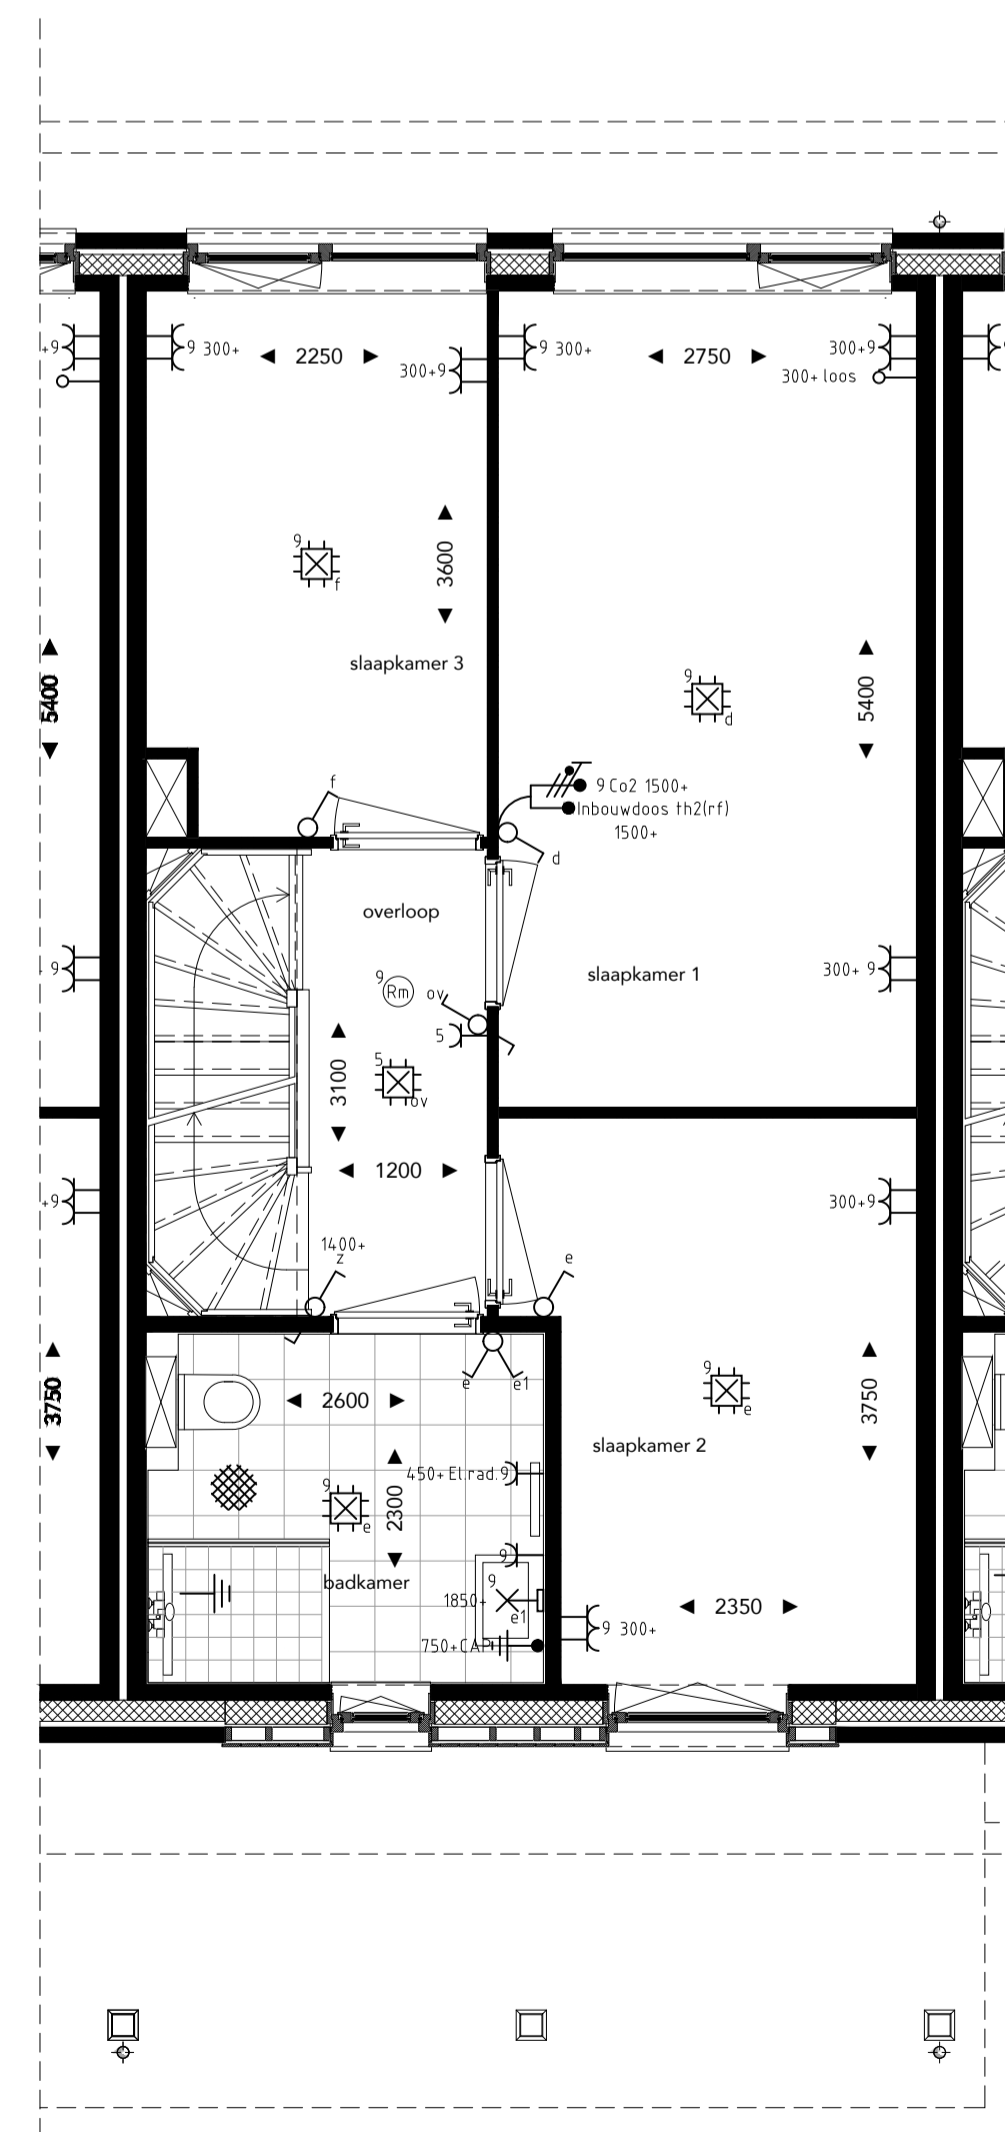 +9
9 300+
2250
300+9
9 300+
2750
300+9
300+ loos
9
f
3600
slaapkamer 3
5400
9
d
5400
f
9 Co2 1500+
Inbouwdoos th2(rf)
1500+
d
overloop
9
slaapkamer 1
300+ 9
9
Rm
ov
5
5
ov
3100
1200
+9
300+9
1400+
z
e
e
e1
3750
2600
9
e
3750
slaapkamer 2
450+ El.rad.9
9
e
2300
9
badkamer
9
1850+
e1
2350
9 300+
750+CAP